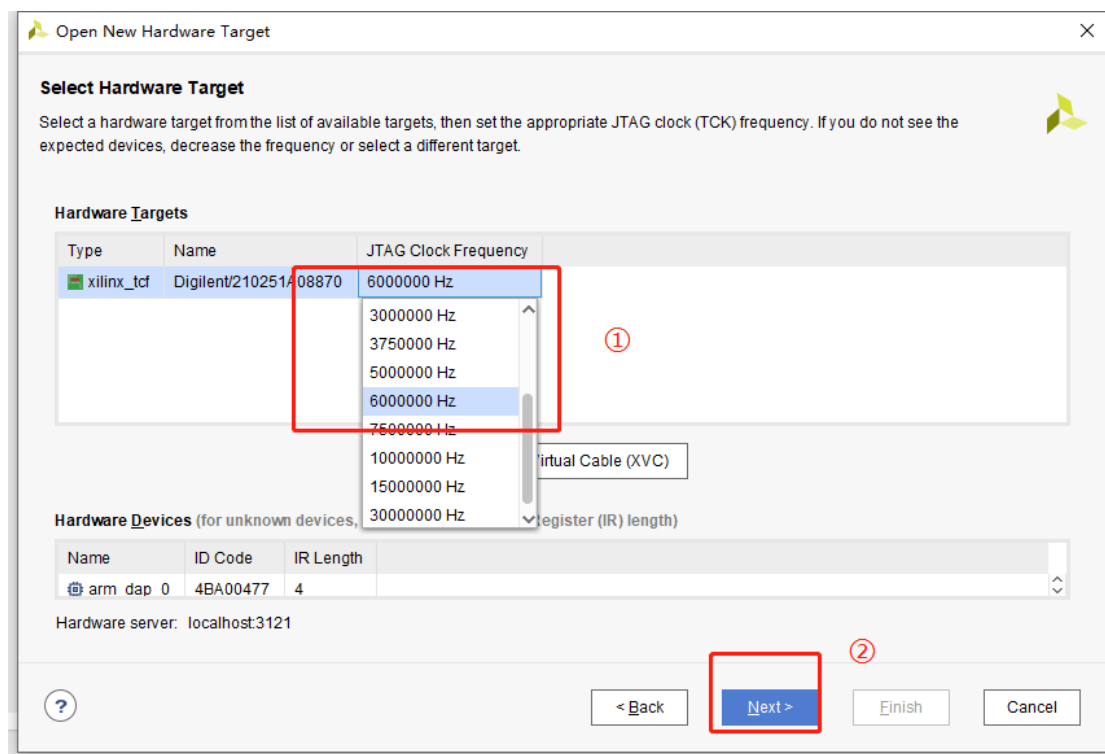 Open New Hardware Target
Select Hardware Target
Select a hardware target from the list of available targets, then set the appropriate JTAG clock (TCK) frequency. If you do not see the
expected devices, decrease the frequency or select a different target.
Hardware Targets
Type Name JTAG Clock Frequency
xilinx_tcf Digilent/210251A08870 6000000 Hz
3000000 Hz
①
3750000 Hz
5000000 Hz
6000000 Hz
7500000 Hz
10000000 Hz
Virtual Cable (XVC)
15000000 Hz
30000000 Hz
Hardware Devices (for unknown devices, Register (IR) length)
Name ID Code IR Length
arm_dap_0 4BA00477 4
Hardware server: localhost:3121
②
?
< Back
Next >
Finish
Cancel